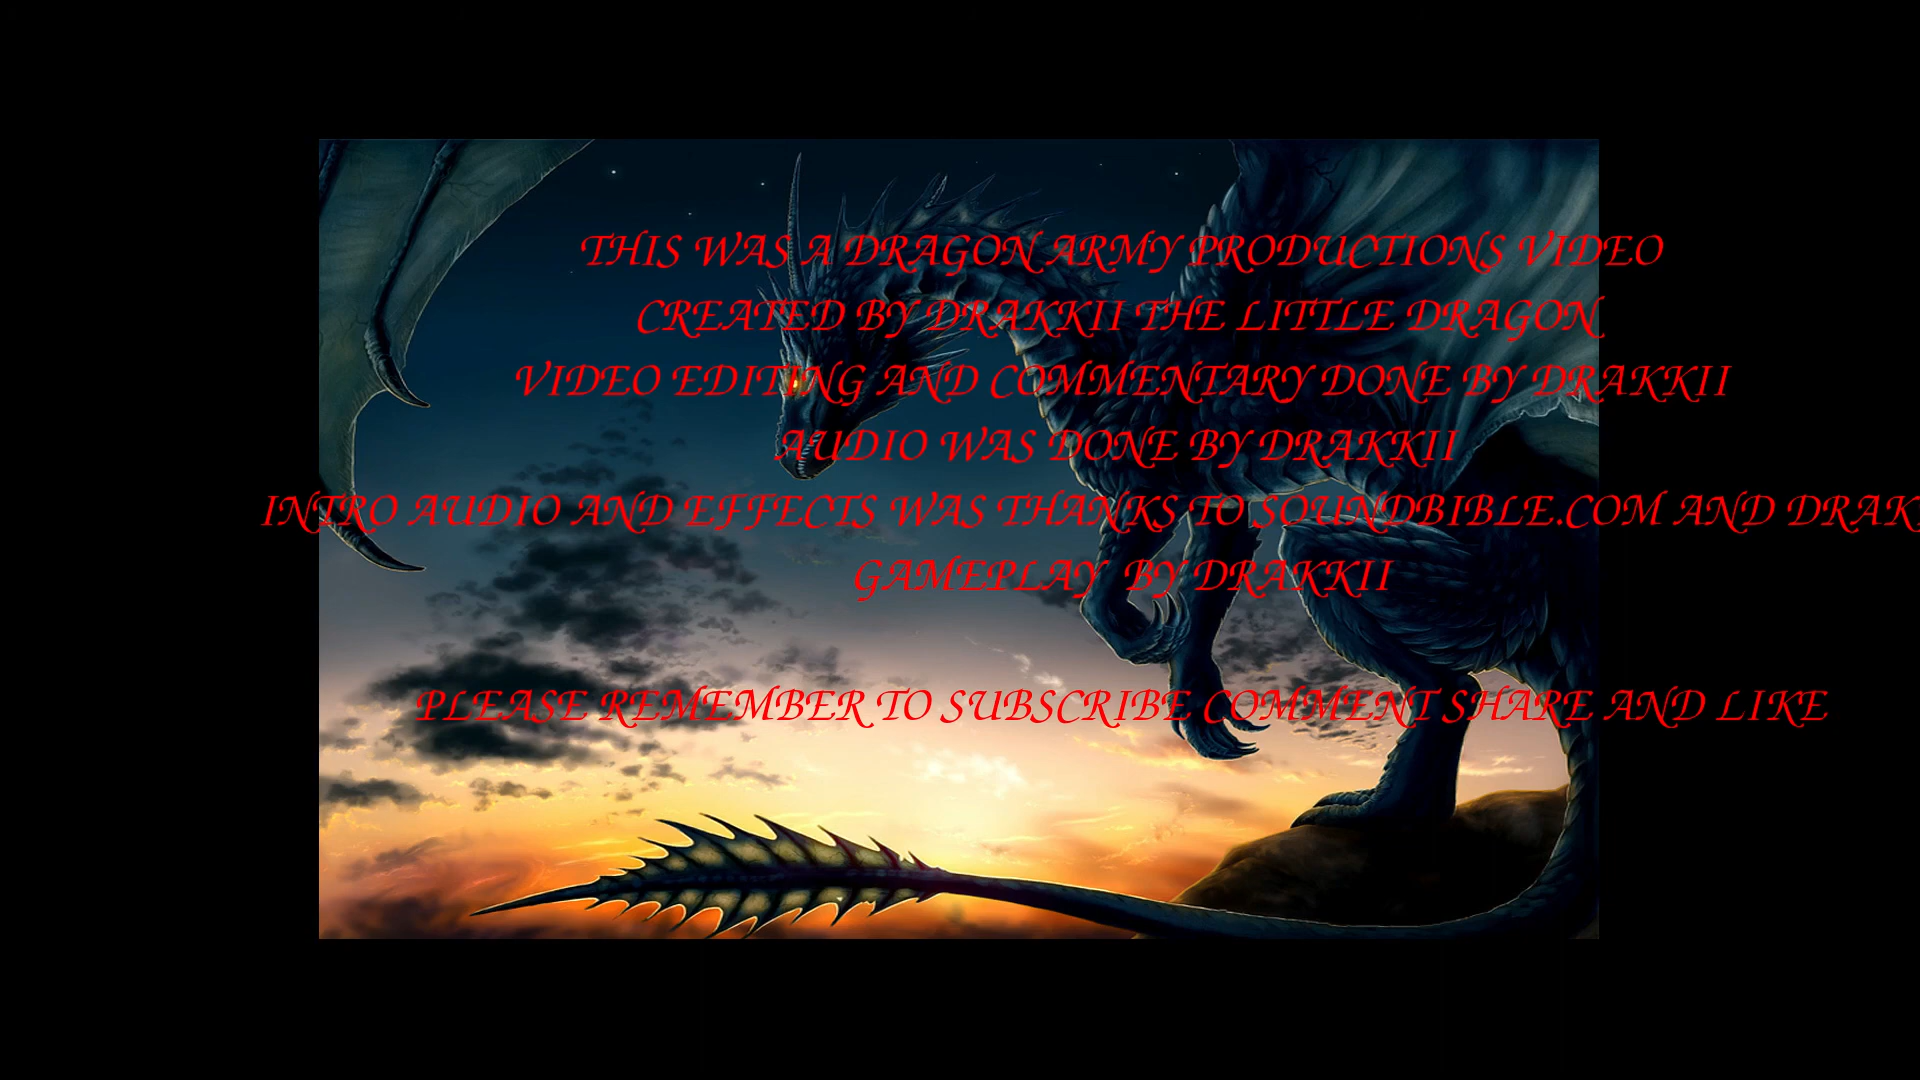 THIS WAS A DRAGON ARMY PRODUCTIONS VIDEO
CREATED BY DRAKKII THE LITTLE DRAGON
VIDEO EDITING AND COMMENTARY DONE BY DRAKKII
AUDIO WAS DONE BY DRAKKII
INTRO AUDIO AND EFFECTS WAS THANKS TO SOUNDBIBLE.COM AND
GAMEPLAY BY DRAKKII
PLEASE REMEMBER TO SUBSCRIBE COMMENT SHARE AND LIKE